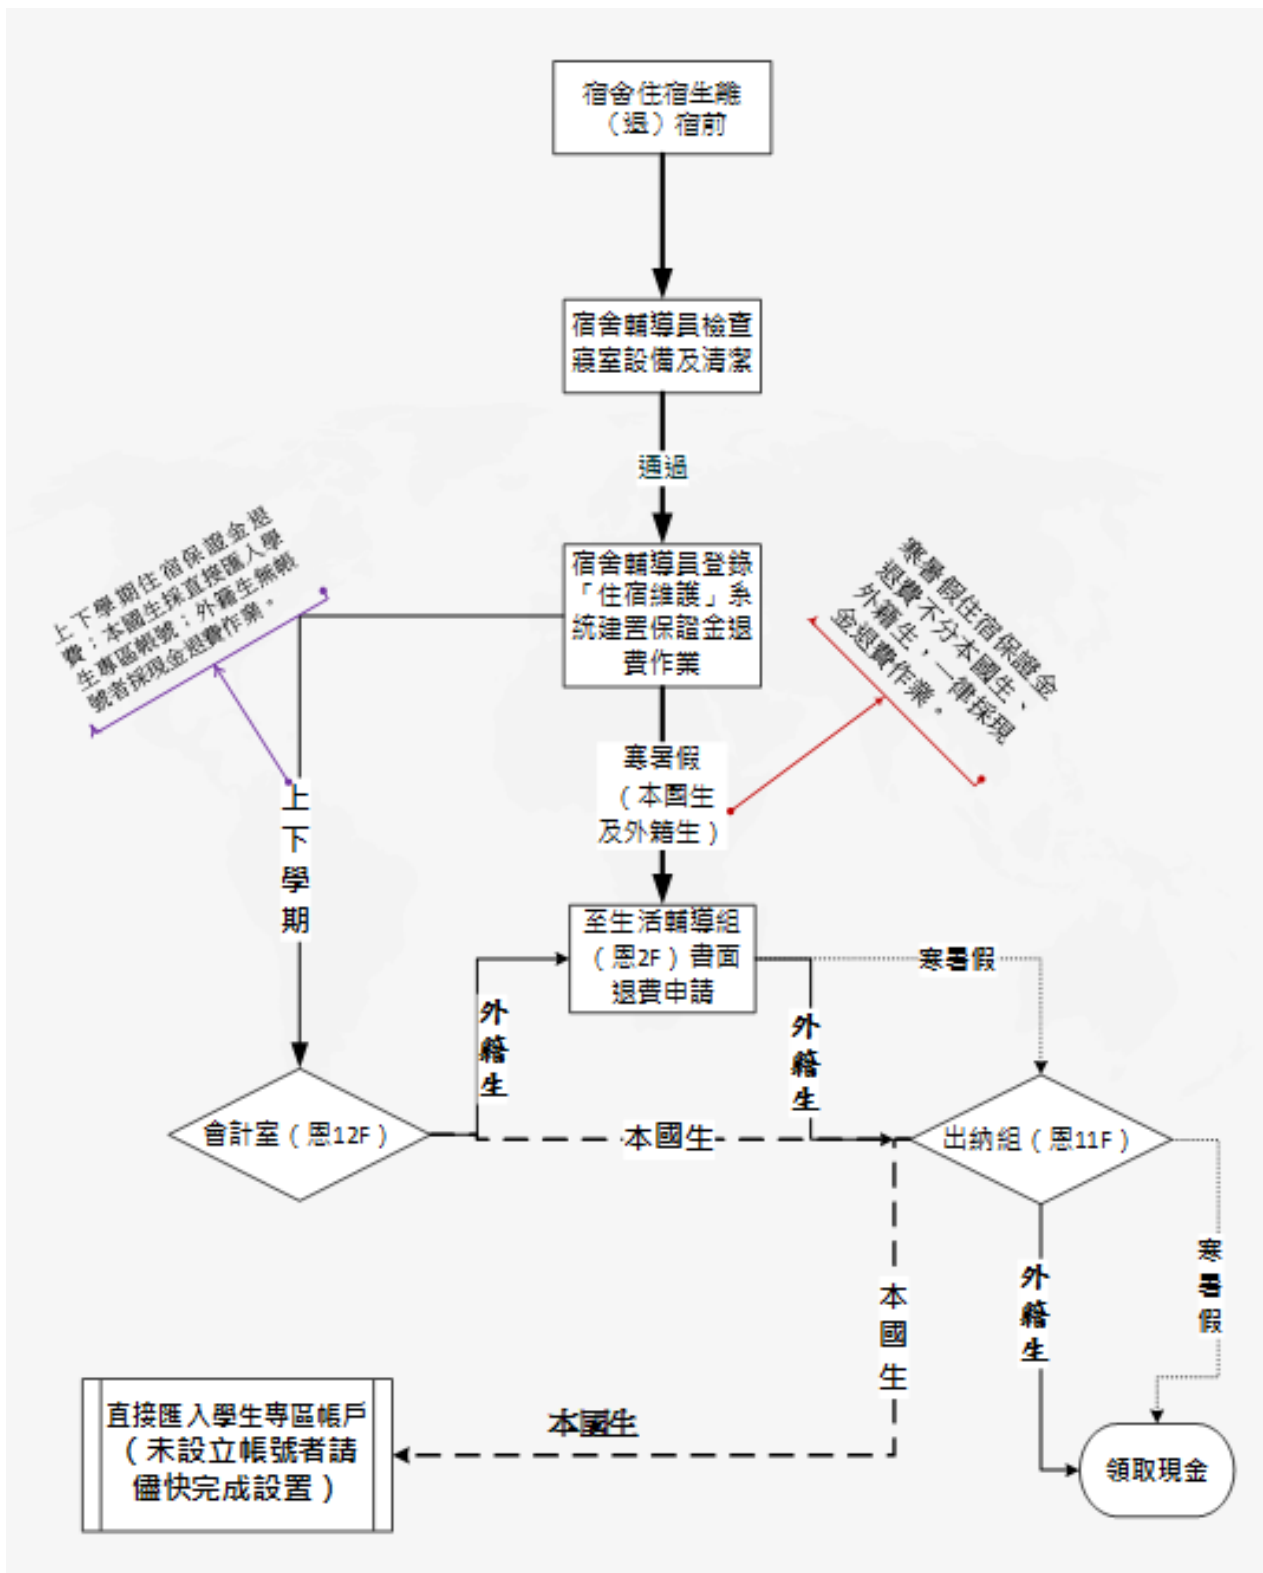 宿舍住宿生離
（退）宿前
宿舍輔導員檢查
寢室設備及清潔
通過
宿舍輔導員登錄
「住宿維護」系
統建置保證金退
費作業
上下學期住宿保證金退
費：本國生採直接匯入學
生專區帳號；外籍生無帳
號者採現金退費作業。
寒暑假住宿保證金
退費不分本國生、
外籍生，一律採現
金退費作業。
寒暑假
（本國生
及外籍生）
上下學期
至生活輔導組
（恩2F）書面
退費申請
寒暑假
外籍生
外籍生
會計室（恩12F）
本國生
出納組（恩11F）
本國生
外籍生
寒暑假
直接匯入學生專區帳戶
（未設立帳號者請
儘快完成設置）
本國生
領取現金